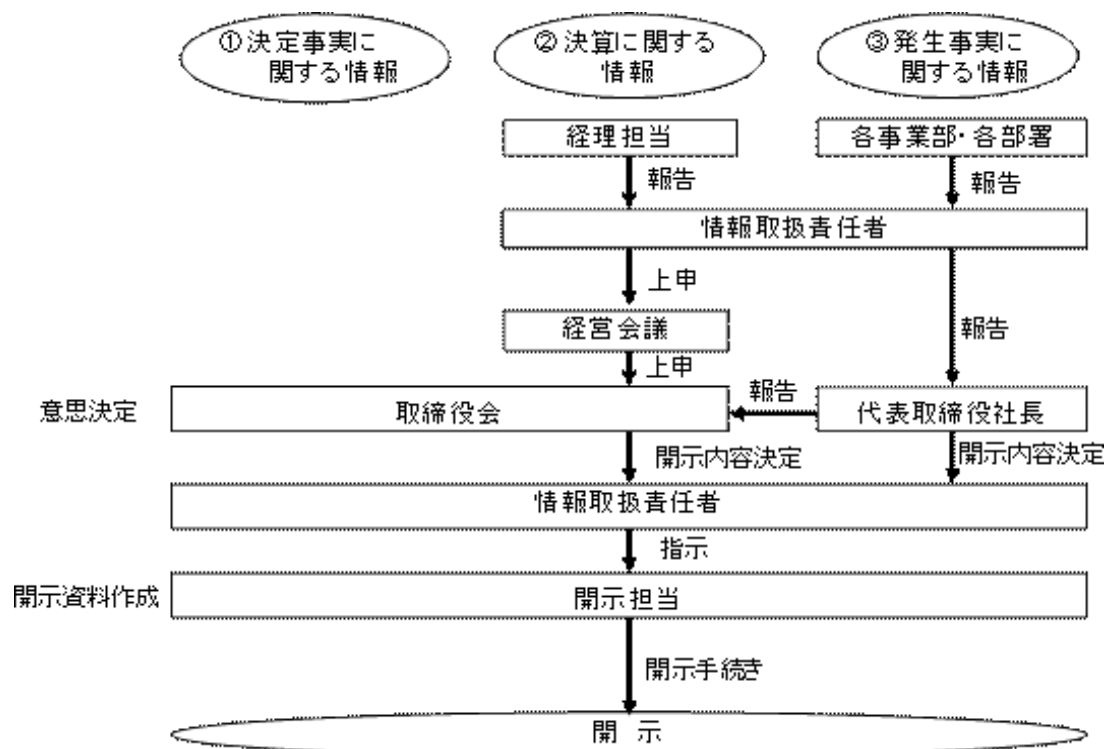 ①決定事実に
関する情報
②決算に関する
情報
③発生事実に
関する情報
経理担当
各事業部・各部署
報告
報告
情報取扱責任者
上申
報告
経営会議
上申
意思決定
取締役会
報告
代表取締役社長
開示内容決定
開示内容決定
情報取扱責任者
指示
開示資料作成
開示担当
開示手続き
開 示